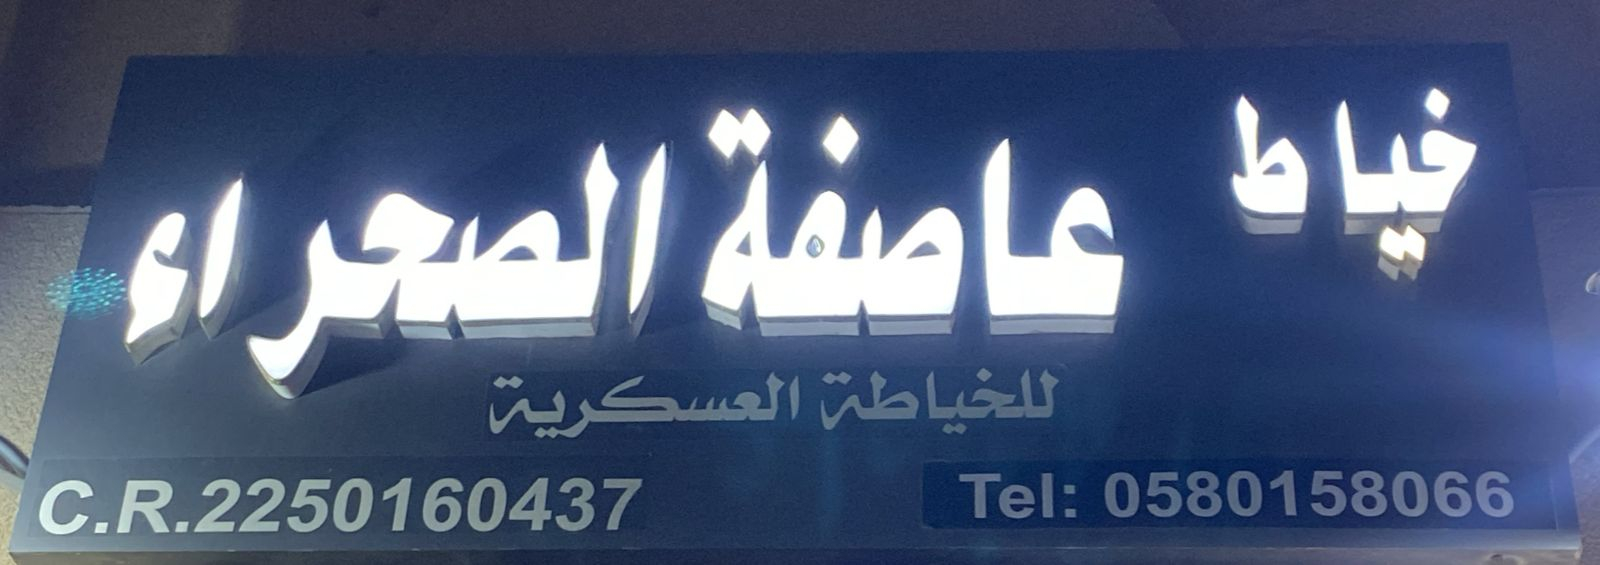 خياط عاصفة الصحراء
للخياطة العسكرية
C.R.2250160437 Tel: 0580158066